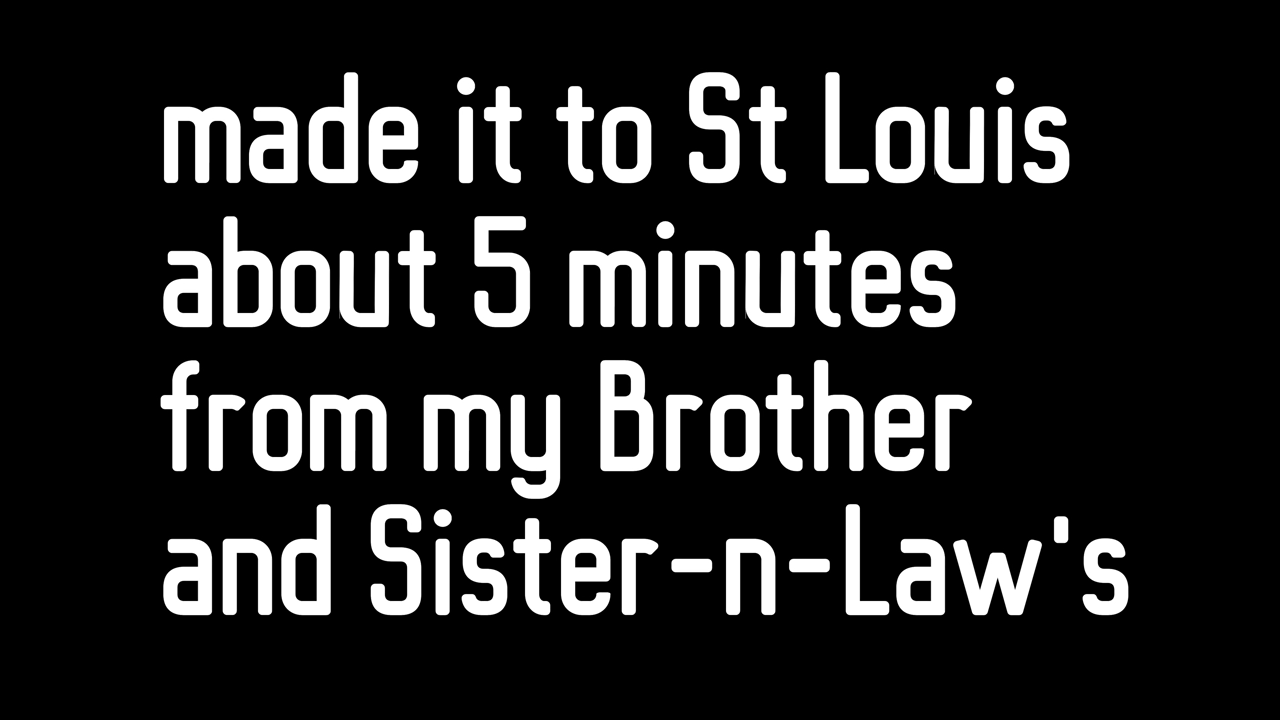 made it to St Louis
about 5 minutes
from my Brother
and Sister-n-Law's